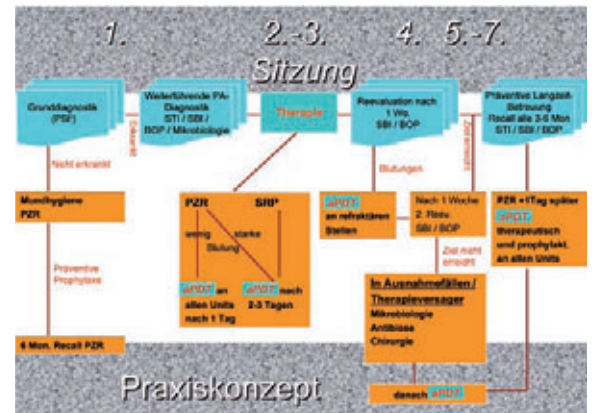 1.
2.-3.
4.
5.-7.
Sitzung
Grunddiagnostik
(PSI)
Weiterführende PA-
Diagnostik
STI / SBI /
BOP / Mikrobiologie
Therapie
Reevaluation nach
1 Wo.
SBI / BOP
Präventive Langzeit-
Betreuung
Recall alle 3-6 Mon
STI / SBI / BOP
Nicht erkrankt
Erkrankt
Blutungen
Ziel erreicht
Mundhygiene
PZR
PZR
SRP
wenig
starke
Blutung
aPDT an
allen Units
nach 1 Tag
aPDT nach
2-3 Tagen
aPDT
an refraktären
Stellen
Nach 1 Woche
2. Reev.
SBI / BOP
PZR +1Tag später
aPDT
therapeutisch
und prophylakt.
an allen Units
Ziel nicht
erreicht
Präventive
Prophylaxe
In Ausnahmefällen /
Therapieversager
Mikrobiologie
Antibiose
Chirurgie
6 Mon. Recall PZR
danach aPDT
Praxiskonzept